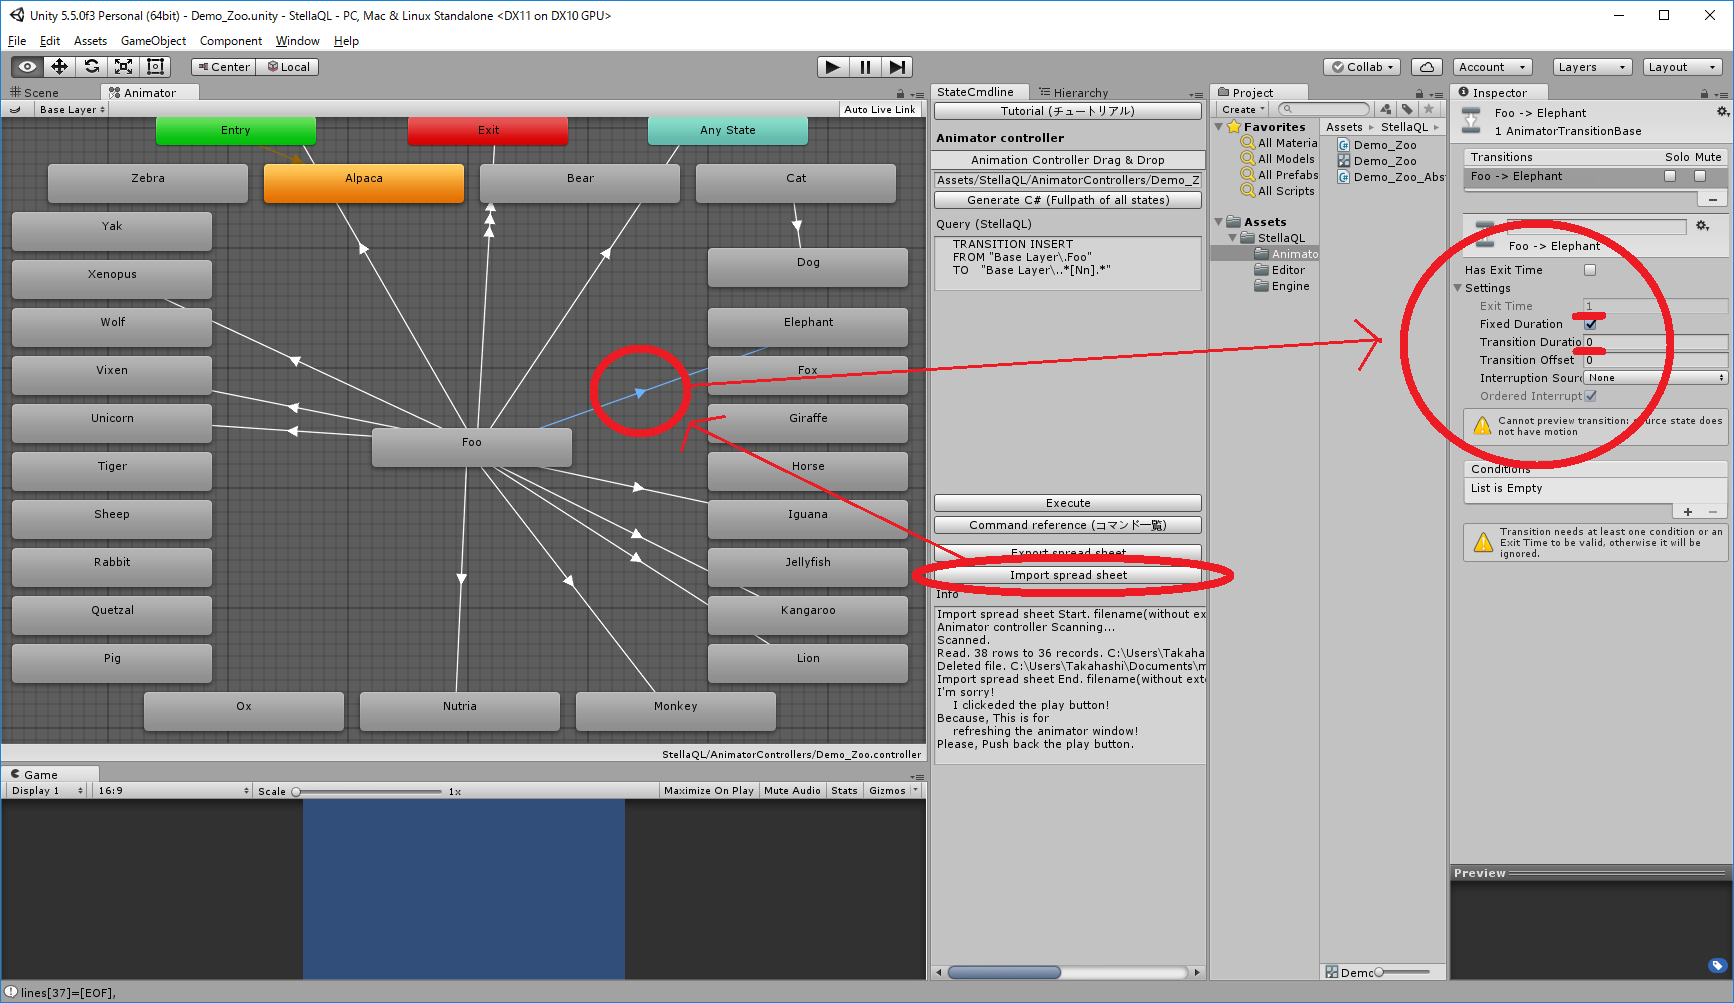 Unity 5.5.0f3 Personal (64bit) - Demo_Zoo.unity - StellaQL - PC, Mac & Linux Standalone <DX11 on DX10 GPU>
File Edit Assets GameObject Component Window Help
Center Local
Collab Account Layers Layout
Scene Animator
Base Layer Auto Live Link
Entry Exit Any State
Zebra Alpaca Bear Cat
Yak
Dog
Xenopus
Wolf Elephant
Vixen Fox
Unicorn Giraffe
Foo
Tiger Horse
Sheep Iguana
Rabbit Jellyfish
Quetzal Kangaroo
Pig Lion
Ox Nutria Monkey
StellaQL/AnimatorControllers/Demo_Zoo.controller
Game
Display 1 16:9 Scale 1x Maximize On Play Mute Audio Stats Gizmos
lines[37]=[EOF],
StateCmdline Hierarchy
Tutorial (チュートリアル)
Animator controller
Animation Controller Drag & Drop
Assets/StellaQL/AnimatorControllers/Demo_Z
Generate C# (Fullpath of all states)
Query (StellaQL)
TRANSITION INSERT
FROM "Base Layer\.Foo"
TO "Base Layer\..*[Nn].*"
Execute
Command reference (コマンド一覧)
Export spread sheet
Import spread sheet
Info
Import spread sheet Start. filename(without ex
Animator controller Scanning...
Scanned.
Read. 38 rows to 36 records. C:\Users\Takaha
Deleted file. C:\Users\Takahashi\Documents\m
Import spread sheet End. filename(without exte
I'm sorry!
I clickeded the play button!
Because, This is for
refreshing the animator window!
Please, Push back the play button.
Project
Create
Favorites
All Materia
All Models
All Prefabs
All Scripts
Assets
StellaQL
Animato
Editor
Engine
Assets StellaQL
Demo_Zoo
Demo_Zoo
Demo_Zoo_Abs
Demo
Inspector
Foo -> Elephant
1 AnimatorTransitionBase
Transitions Solo Mute
Foo -> Elephant
Foo -> Elephant
Has Exit Time
Settings
Exit Time 1
Fixed Duration
Transition Duratio 0
Transition Offset 0
Interruption Sourc None
Ordered Interrupt
Cannot preview transition: source state does
not have motion
Conditions
List is Empty
Transition needs at least one condition or an
Exit Time to be valid, otherwise it will be
ignored.
Preview